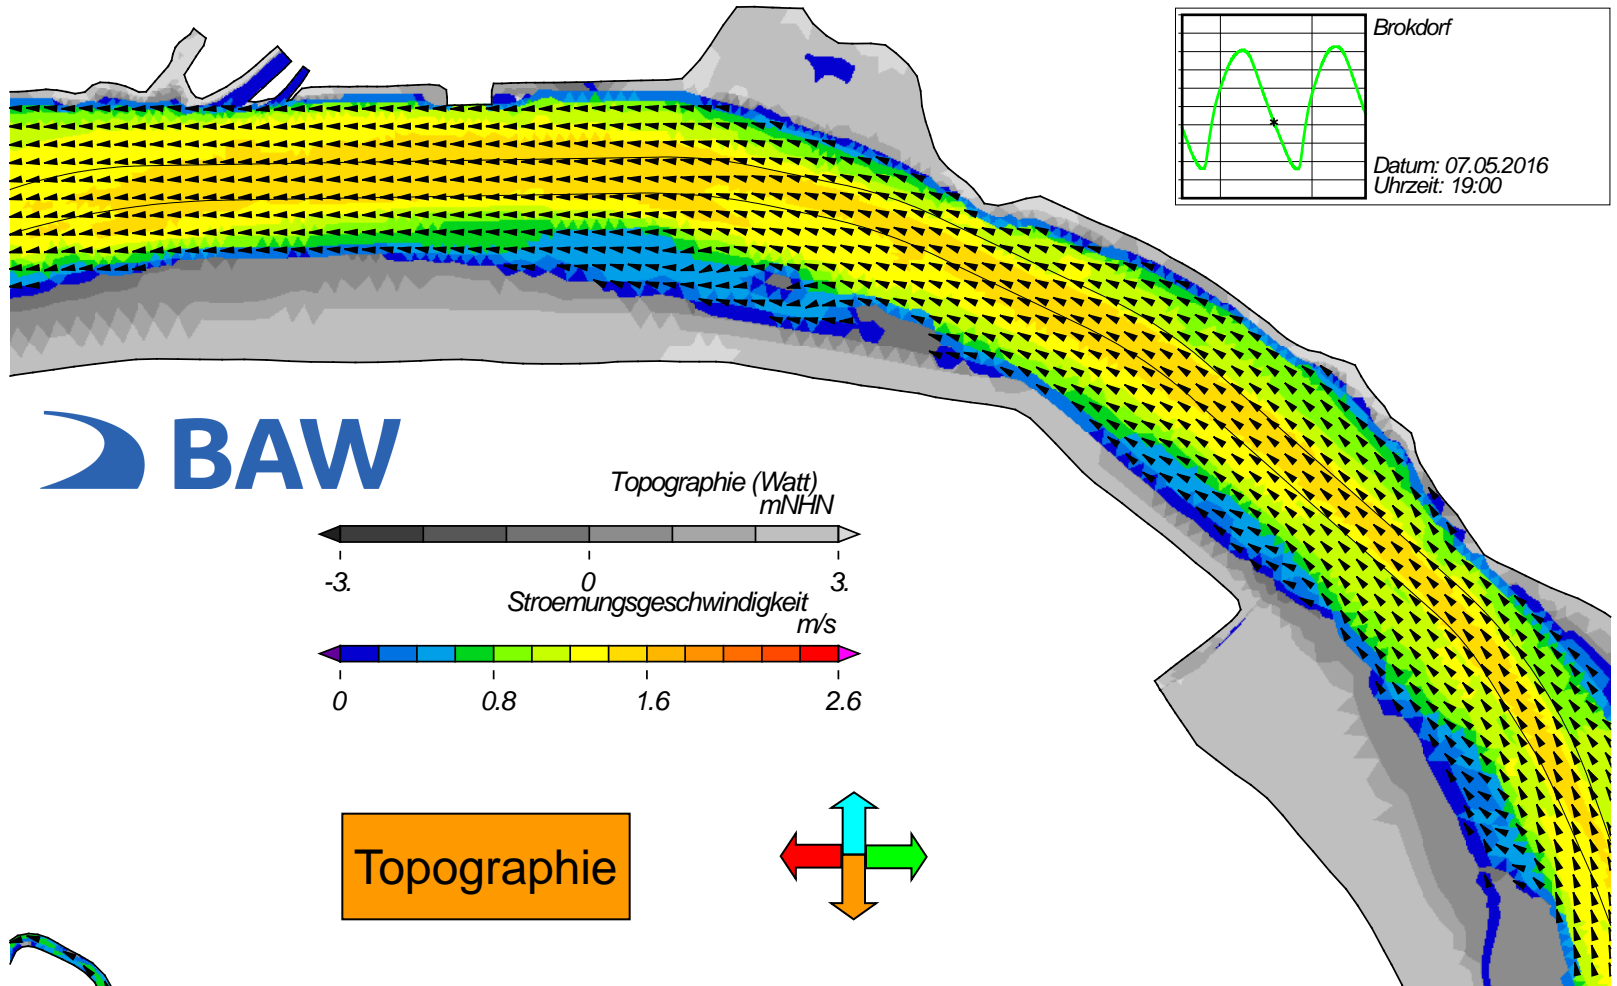 Brokdorf
Datum: 07.05.2016
Uhrzeit: 19:00
BAW
Topographie (Watt)
mNHN
-3. 0 3.
Stroemungsgeschwindigkeit
m/s
0 0.8 1.6 2.6
Topographie